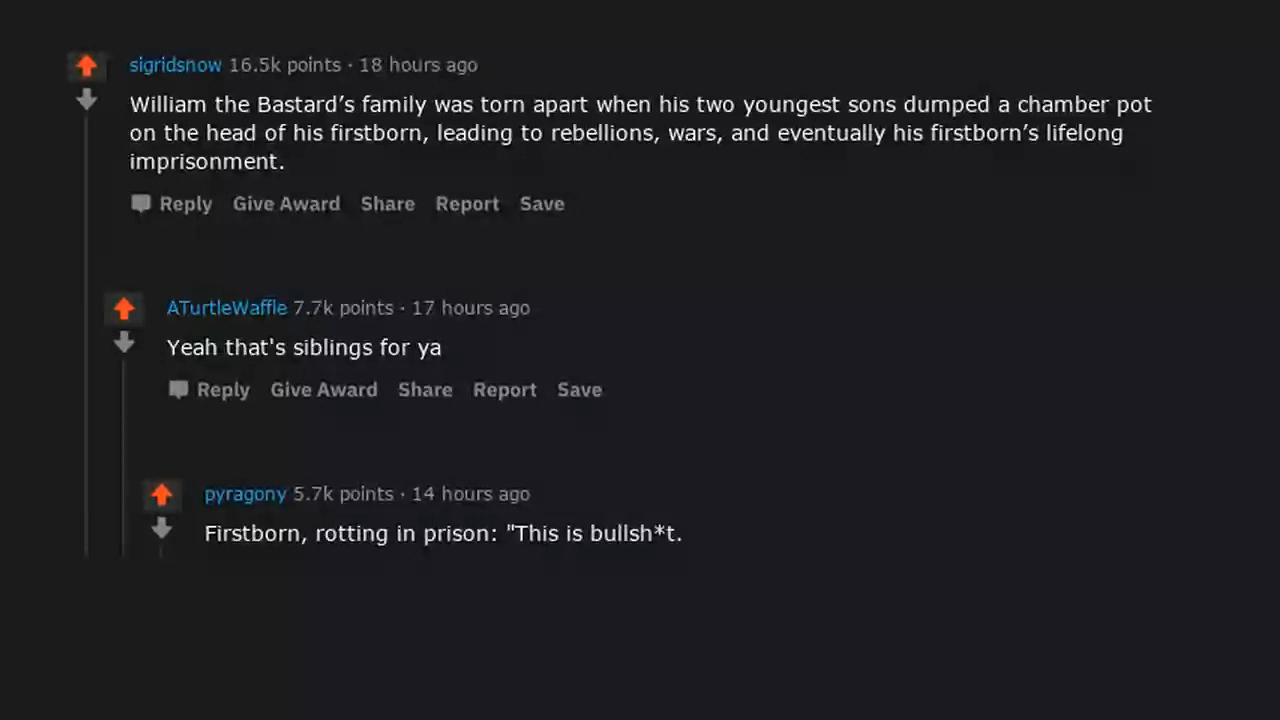 sigridsnow 16.5k points · 18 hours ago
William the Bastard’s family was torn apart when his two youngest sons dumped a chamber pot
on the head of his firstborn, leading to rebellions, wars, and eventually his firstborn’s lifelong
imprisonment.
Reply Give Award Share Report Save
ATurtleWaffle 7.7k points · 17 hours ago
Yeah that's siblings for ya
Reply Give Award Share Report Save
pyragony 5.7k points · 14 hours ago
Firstborn, rotting in prison: "This is bullsh*t.